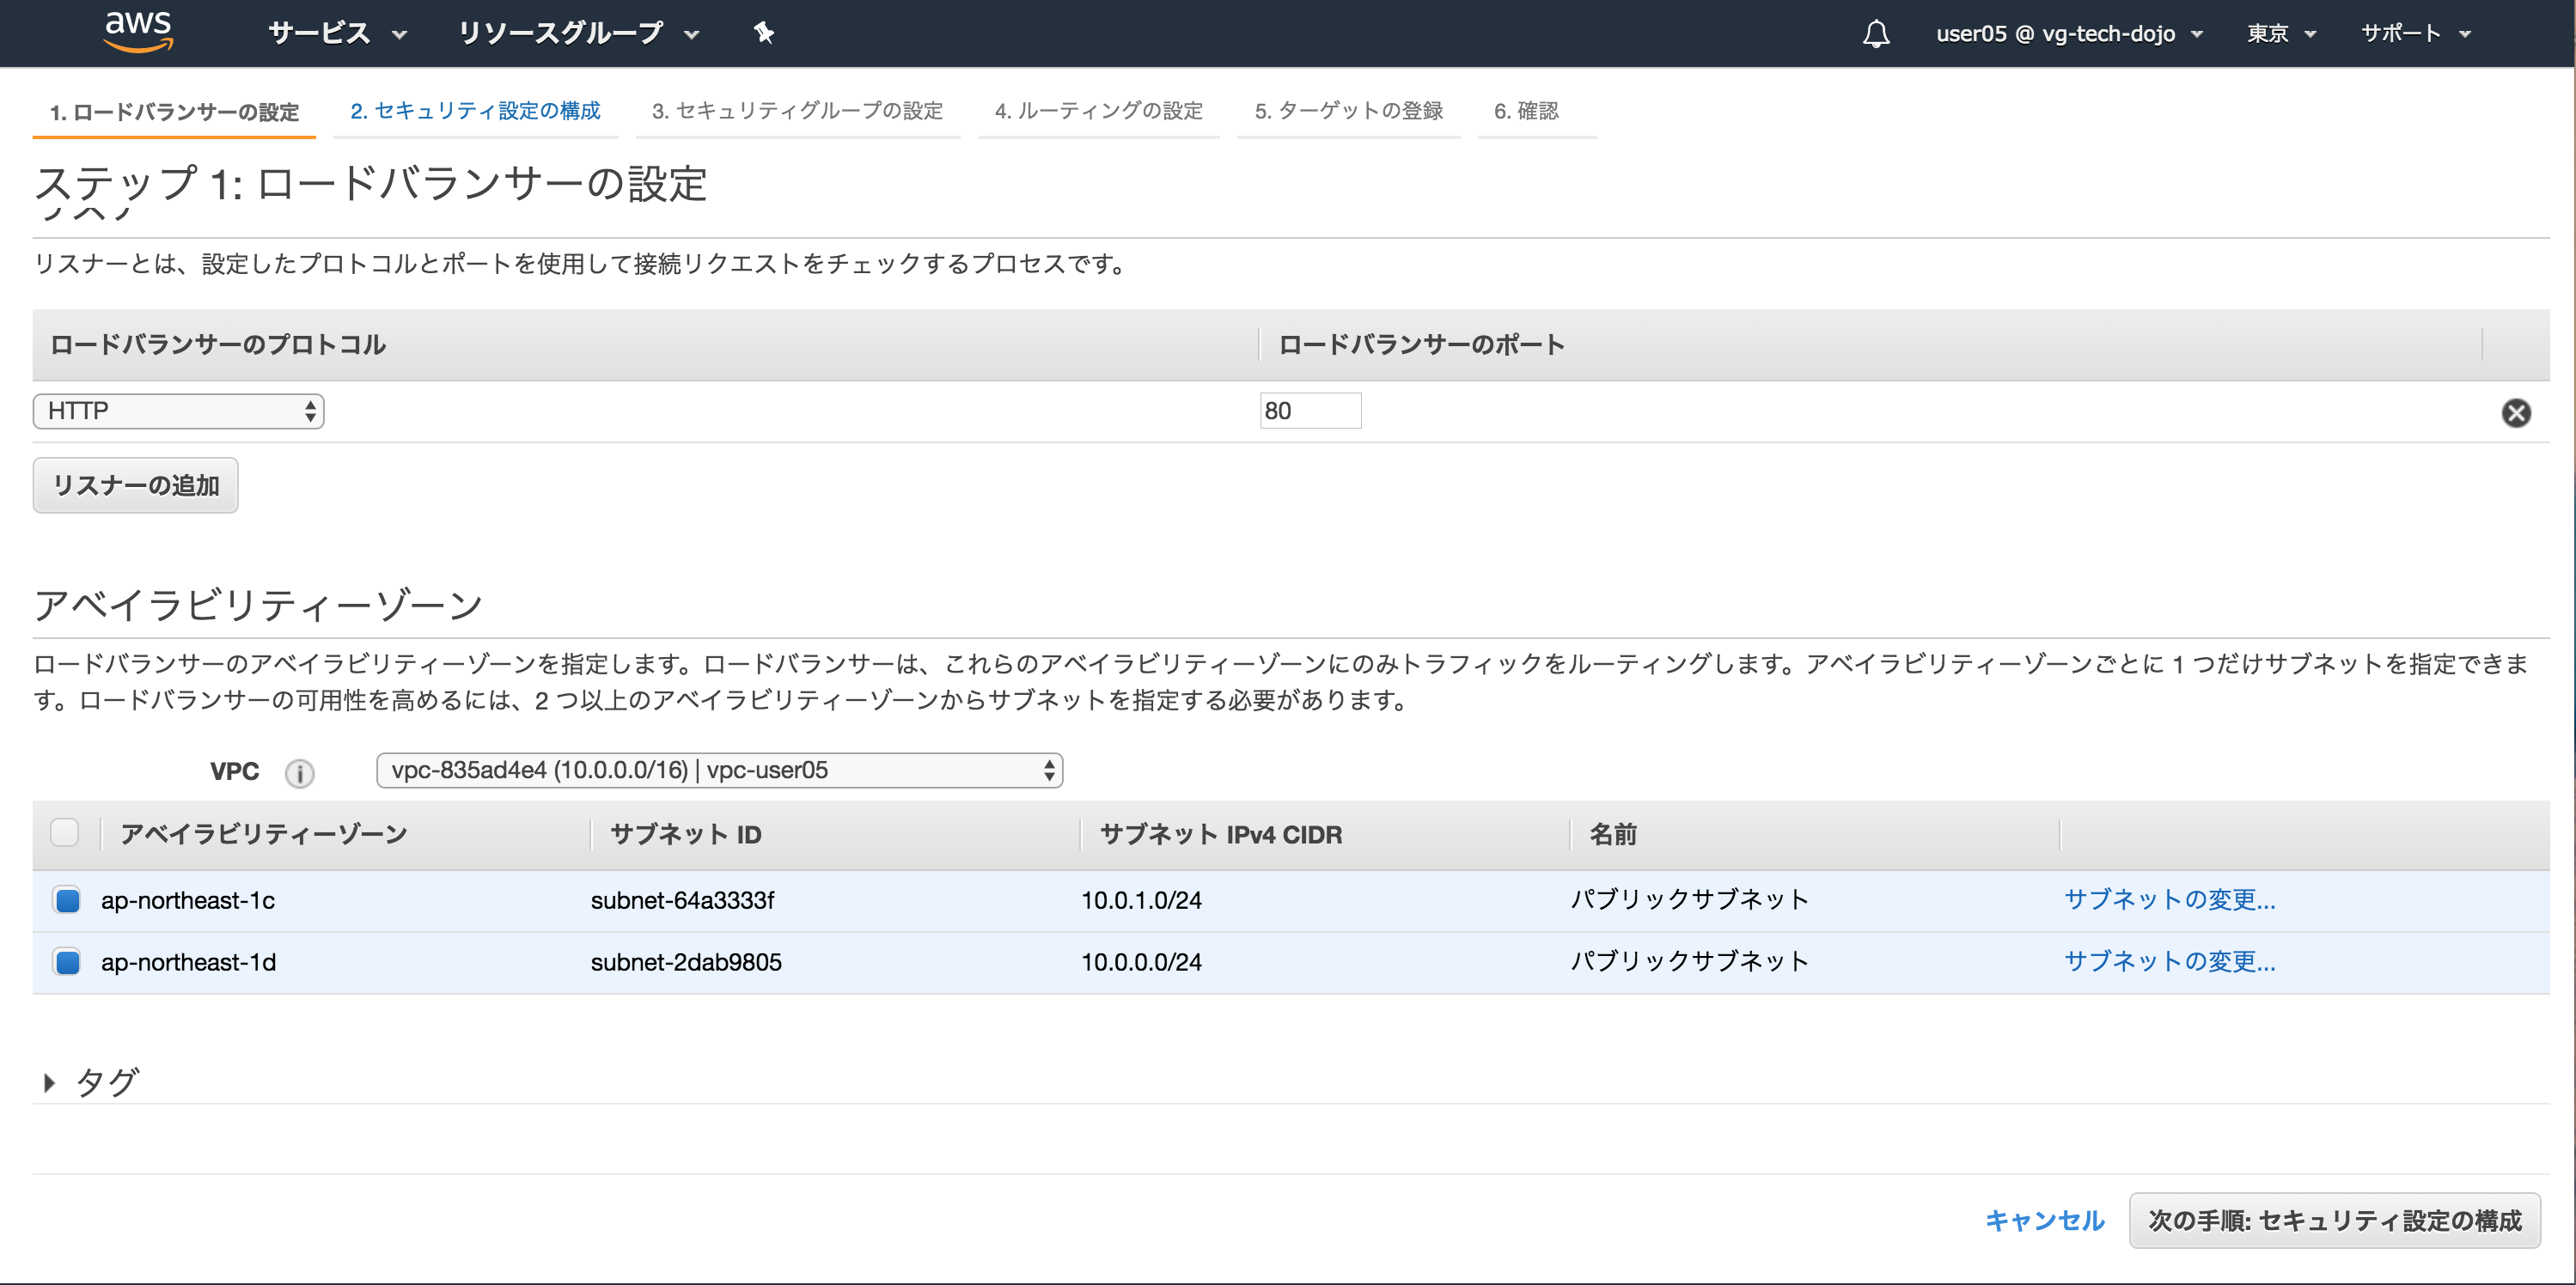 aws サービス リソースグループ user05 @ vg-tech-dojo 東京 サポート
1. ロードバランサーの設定 2. セキュリティ設定の構成 3. セキュリティグループの設定 4. ルーティングの設定 5. ターゲットの登録 6. 確認
ステップ 1: ロードバランサーの設定
リスナーとは、設定したプロトコルとポートを使用して接続リクエストをチェックするプロセスです。
ロードバランサーのプロトコル ロードバランサーのポート
HTTP 80
リスナーの追加
アベイラビリティーゾーン
ロードバランサーのアベイラビリティーゾーンを指定します。ロードバランサーは、これらのアベイラビリティーゾーンにのみトラフィックをルーティングします。アベイラビリティーゾーンごとに 1 つだけサブネットを指定できま
す。ロードバランサーの可用性を高めるには、2 つ以上のアベイラビリティーゾーンからサブネットを指定する必要があります。
VPC i vpc-835ad4e4 (10.0.0.0/16) | vpc-user05
アベイラビリティーゾーン サブネット ID サブネット IPv4 CIDR 名前
ap-northeast-1c subnet-64a3333f 10.0.1.0/24 パブリックサブネット サブネットの変更...
ap-northeast-1d subnet-2dab9805 10.0.0.0/24 パブリックサブネット サブネットの変更...
タグ
キャンセル 次の手順: セキュリティ設定の構成